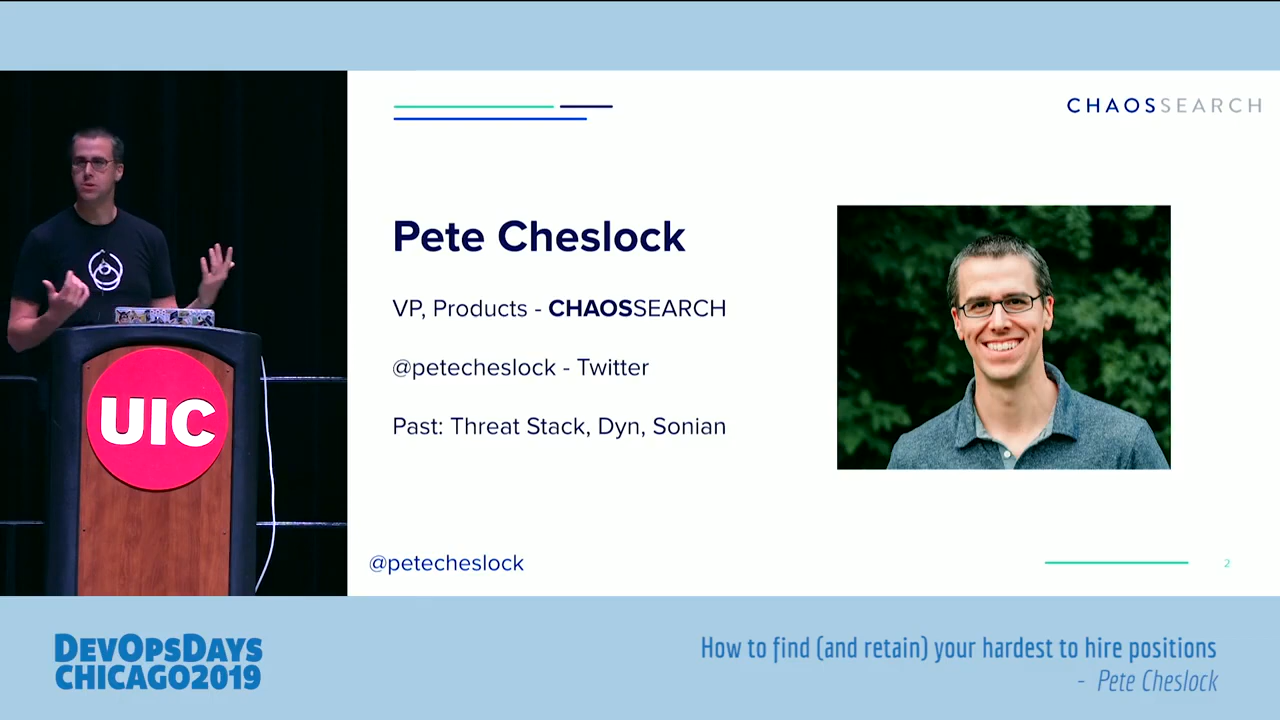 CHAOSSEARCH
Pete Cheslock
VP, Products - CHAOSSEARCH
@petecheslock - Twitter
Past: Threat Stack, Dyn, Sonian
UIC
@petecheslock
2
DEVOPSDAYS
CHICAGO2019
How to find (and retain) your hardest to hire positions
- Pete Cheslock